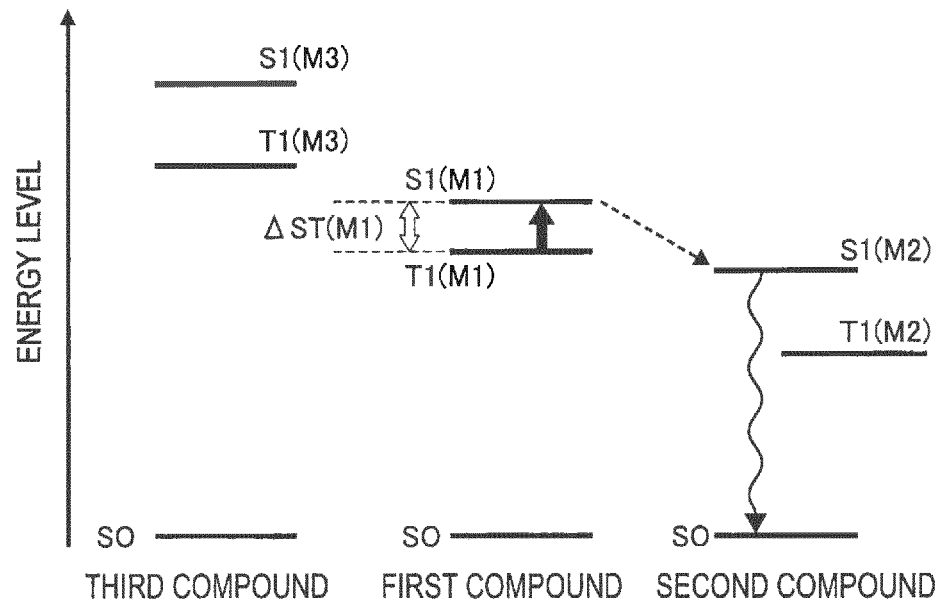 ENERGY LEVEL
S1(M3)
T1(M3)
S1(M1)
Δ ST(M1)
T1(M1)
S1(M2)
T1(M2)
SO
SO
SO
THIRD COMPOUND
FIRST COMPOUND
SECOND COMPOUND